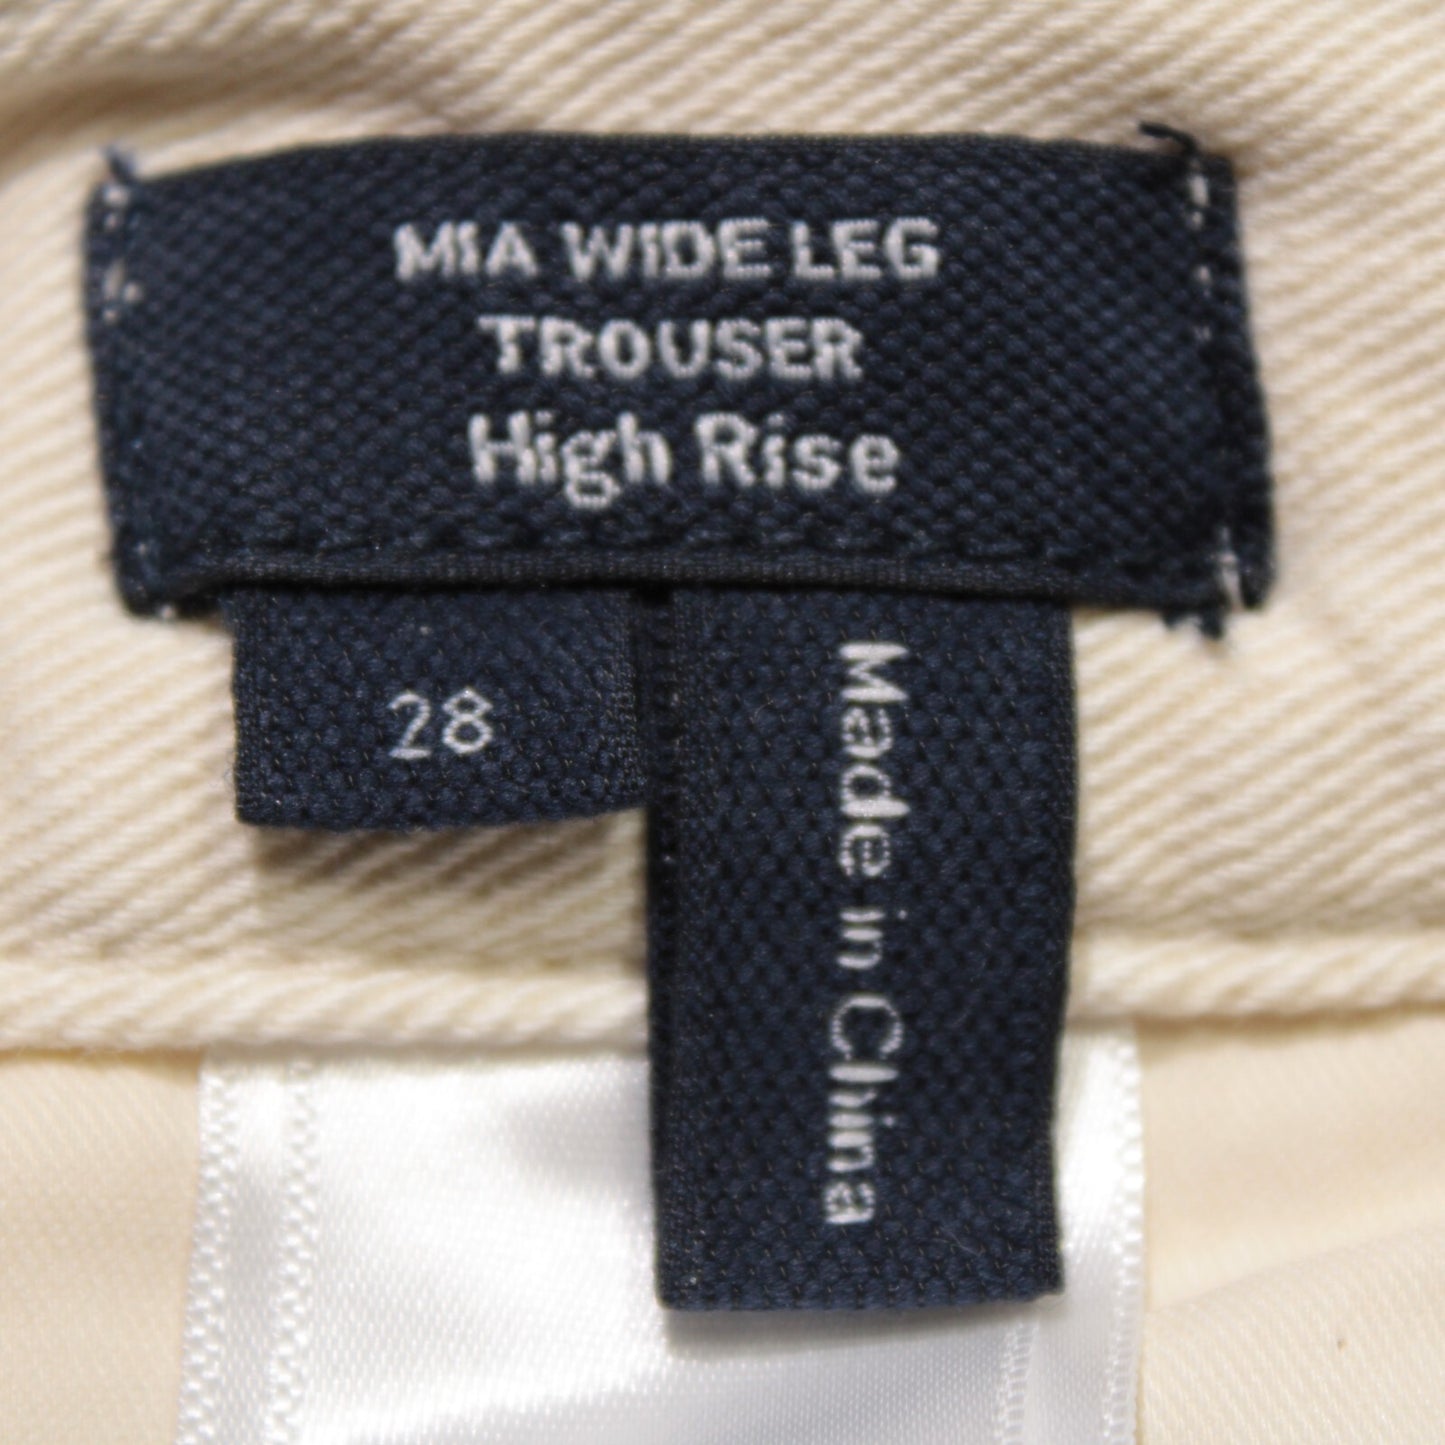 MIA WIDE LEG
TROUSER
High Rise
28
Made in China